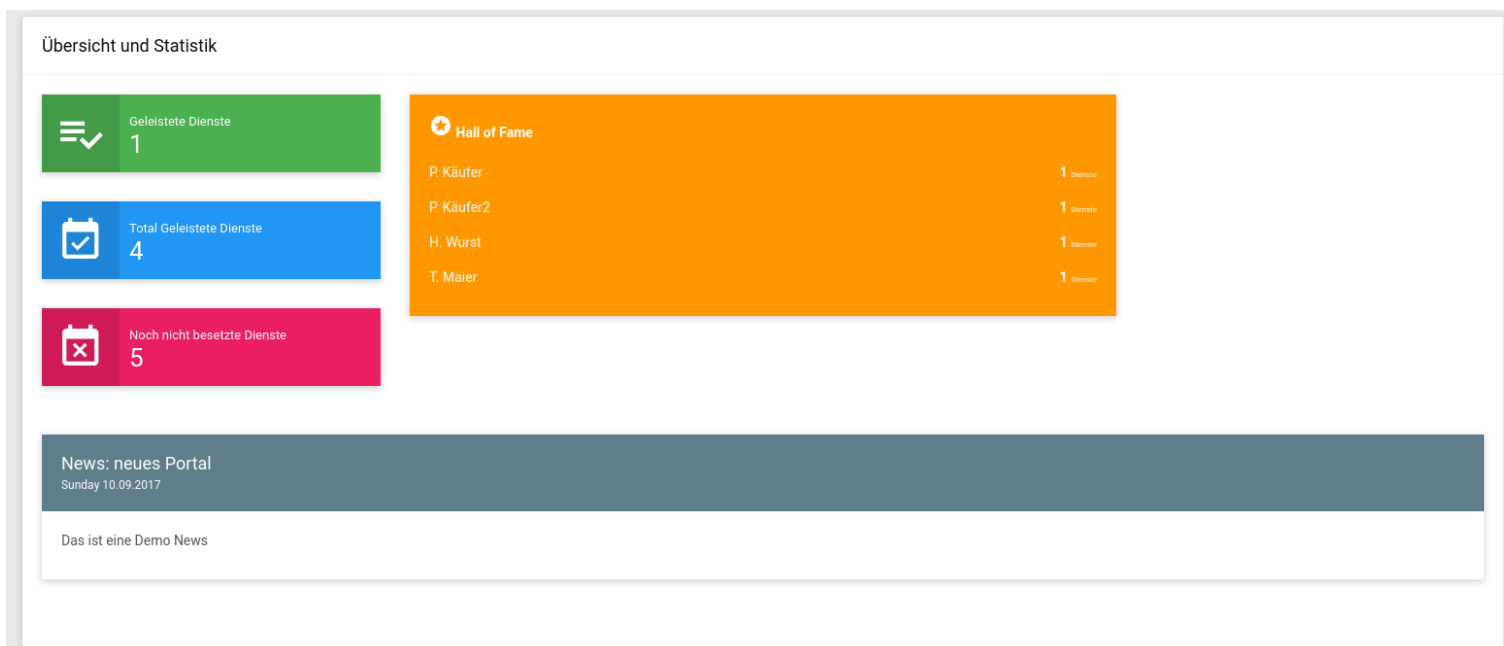 Übersicht und Statistik
Geleistete Dienste
1
Total Geleistete Dienste
4
Noch nicht besetzte Dienste
5
Hall of Fame
P. Käufer 1 Dienste
P. Käufer2 1 Dienste
H. Wurst 1 Dienste
T. Maier 1 Dienste
News: neues Portal
Sunday 10.09.2017
Das ist eine Demo News